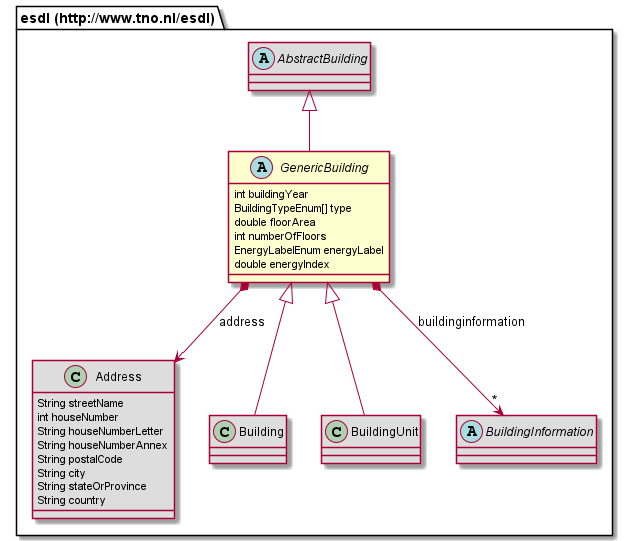 esdl (http://www.tno.nl/esdl)
A AbstractBuilding
A GenericBuilding
int buildingYear
BuildingTypeEnum[] type
double floorArea
int numberOfFloors
EnergyLabelEnum energyLabel
double energyIndex
address
buildinginformation
*
C Address
String streetName
int houseNumber
String houseNumberLetter
String houseNumberAnnex
String postalCode
String city
String stateOrProvince
String country
C Building
C BuildingUnit
A BuildingInformation